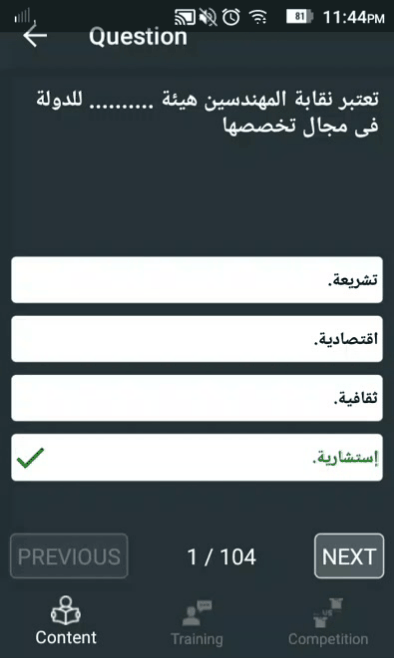 81 11:44PM
Question
تعتبر نقابة المهندسين هيئة .......... للدولة
فى مجال تخصصها
تشريعة.
اقتصادية.
ثقافية.
إستشارية.
PREVIOUS 1 / 104 NEXT
VS
Content Training Competition